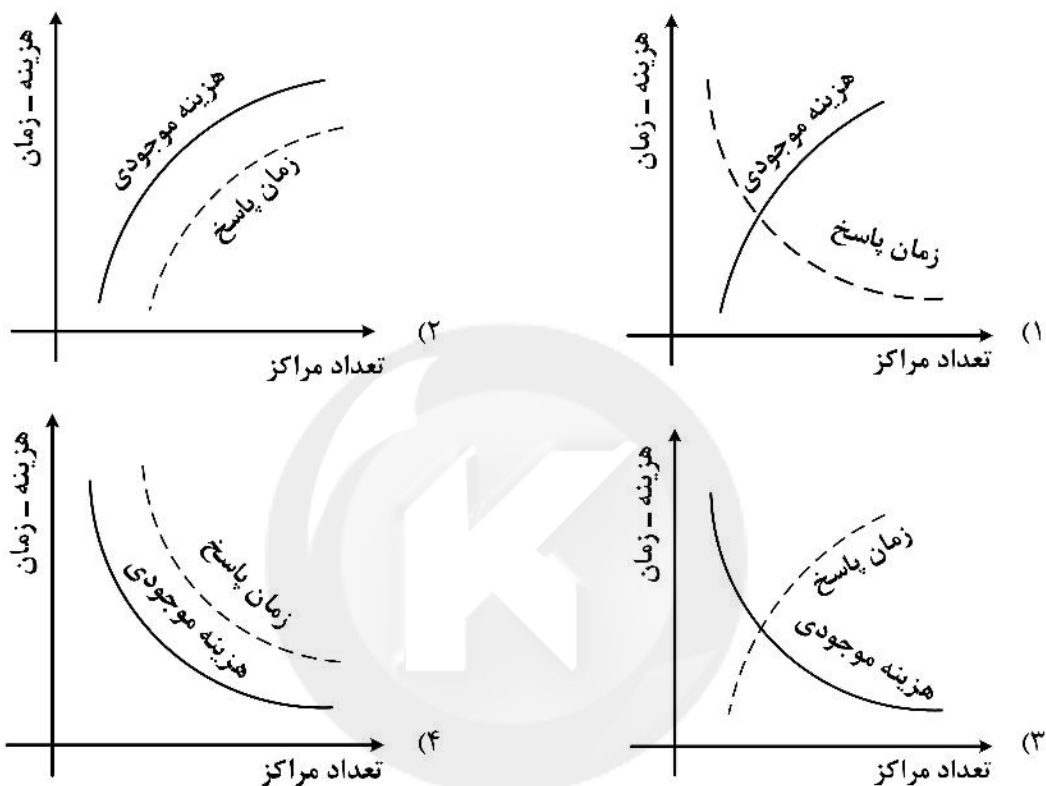 هزینه – زمان
هزینه موجودی
زمان پاسخ
تعداد مراکز
(۱
هزینه – زمان
هزینه موجودی
زمان پاسخ
تعداد مراکز
(۲
هزینه – زمان
زمان پاسخ
هزینه موجودی
تعداد مراکز
(۳
هزینه – زمان
زمان پاسخ
هزینه موجودی
تعداد مراکز
(۴
K